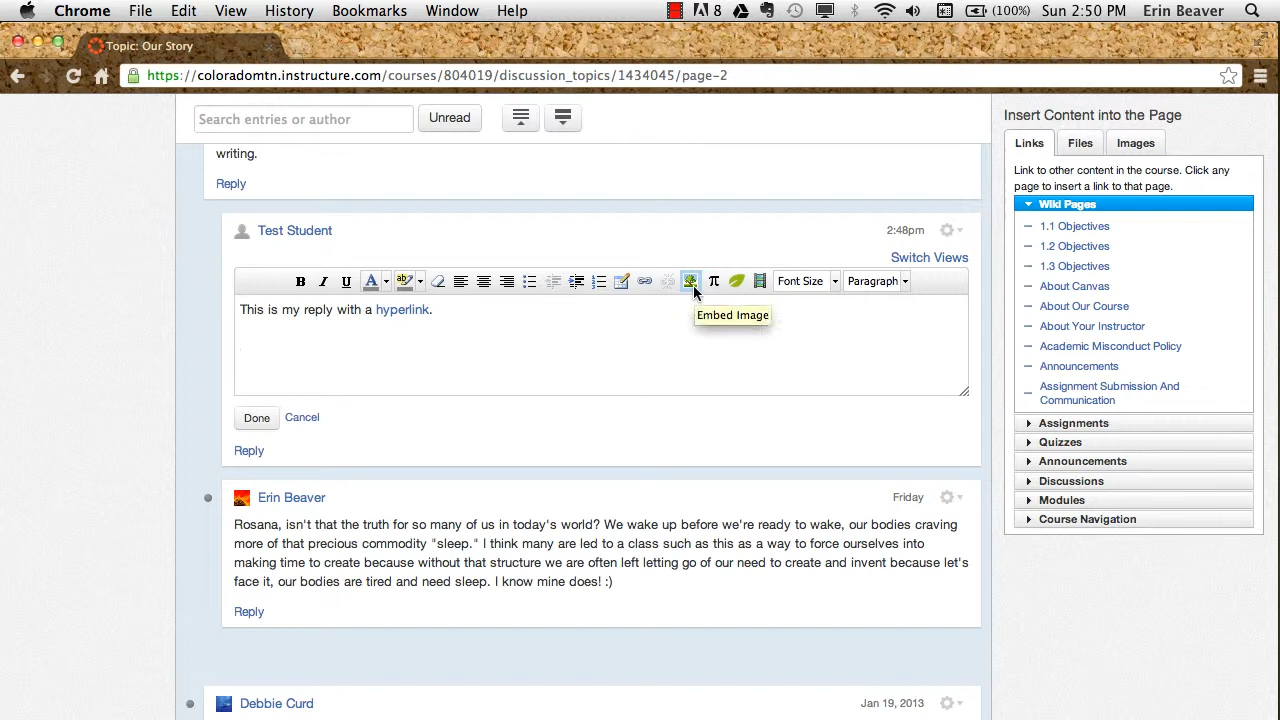 Chrome File Edit View History Bookmarks Window Help 8 (100%) Sun 2:50 PM Erin Beaver
Topic: Our Story
https://coloradomtn.instructure.com/courses/804019/discussion_topics/1434045/page-2
Search entries or author Unread
writing.
Reply
Test Student 2:48pm
Switch Views
B I U A ab Font Size Paragraph
This is my reply with a hyperlink.
Embed Image
Done Cancel
Reply
Erin Beaver Friday
Rosana, isn't that the truth for so many of us in today's world? We wake up before we're ready to wake, our bodies craving
more of that precious commodity "sleep." I think many are led to a class such as this as a way to force ourselves into
making time to create because without that structure we are often left letting go of our need to create and invent because let's
face it, our bodies are tired and need sleep. I know mine does! :)
Reply
Debbie Curd Jan 19, 2013
Insert Content into the Page
Links Files Images
Link to other content in the course. Click any
page to insert a link to that page.
Wiki Pages
1.1 Objectives
1.2 Objectives
1.3 Objectives
About Canvas
About Our Course
About Your Instructor
Academic Misconduct Policy
Announcements
Assignment Submission And
Communication
Assignments
Quizzes
Announcements
Discussions
Modules
Course Navigation